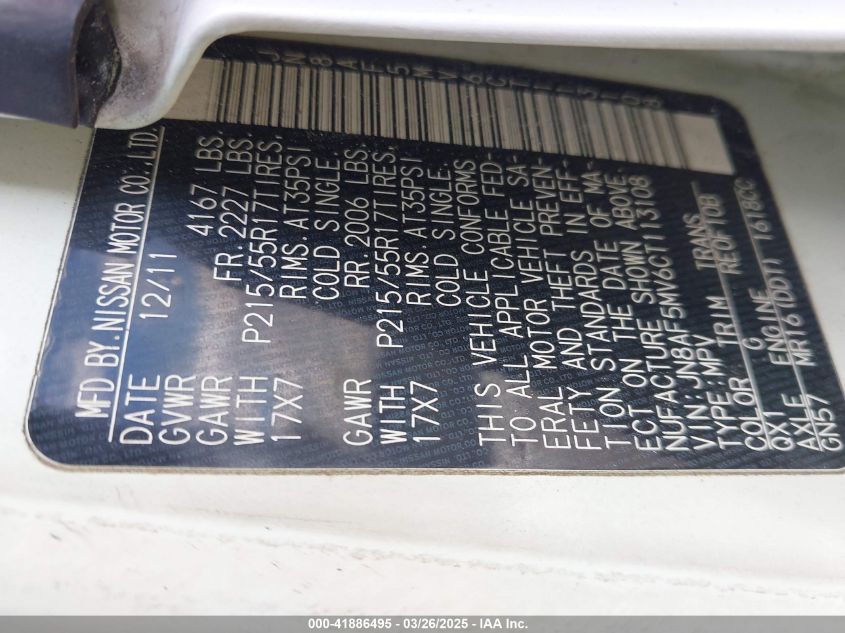 JN8AF5MV6CT113108
MFD BY.NISSAN MOTOR CO.,LTD.
DATE 12/11
GVWR 4167 LBS.
GAWR FR.2227 LBS.
WITH P215/55R17TIRES.
17X7 RIMS.AT35PSI
COLD SINGLE.
GAWR RR.2006 LBS.
WITH P215/55R17TIRES.
17X7 RIMS.AT35PSI
COLD SINGLE.
THIS VEHICLE CONFORMS
TO ALL APPLICABLE FED-
ERAL MOTOR VEHICLE SA-
FETY AND THEFT PREVEN-
TION STANDARDS IN EFF-
ECT ON THE DATE OF MA-
NUFACTURE SHOWN ABOVE.
VIN:JN8AF5MV6CT113108
TYPE:MPV
COLOR TRIM TRANS
QX1 G RE0F10B
AXLE ENGINE
GN57 MR16(DDT) 1618CC
000-41886495 - 03/26/2025 - IAA Inc.